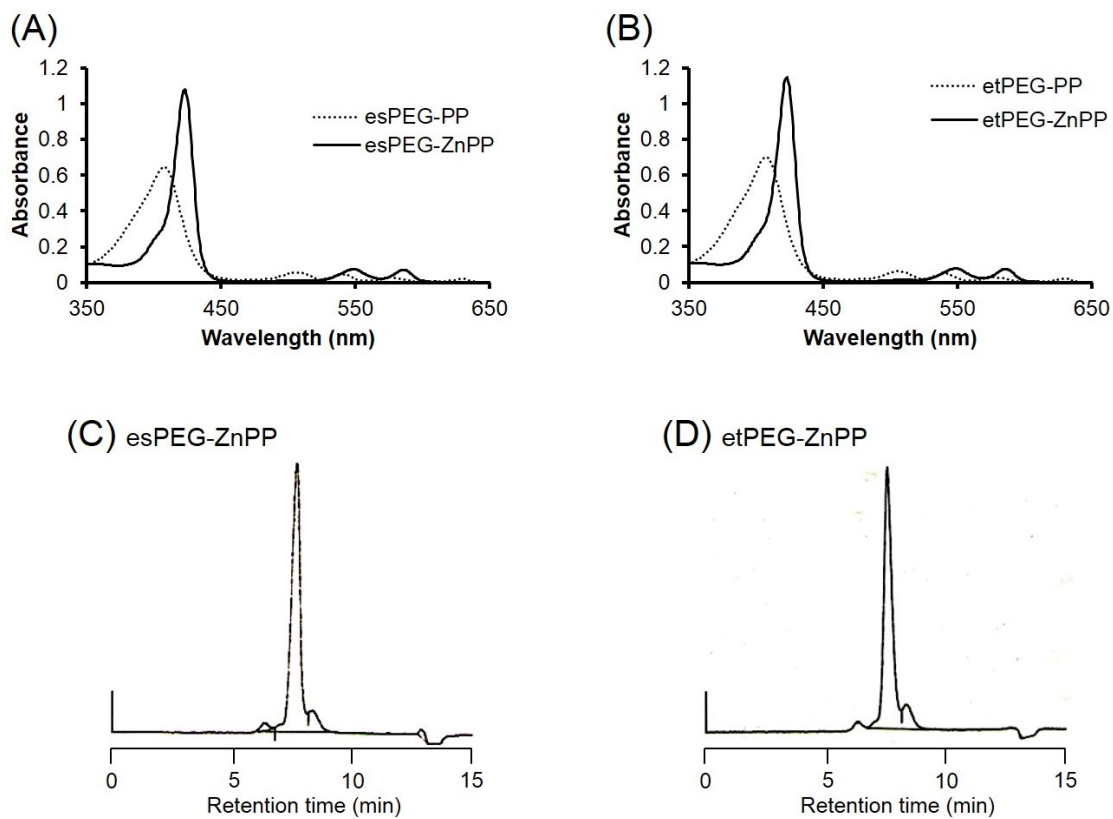 (A)
1.2
1
0.8
0.6
0.4
0.2
0
Absorbance
esPEG-PP
esPEG-ZnPP
350 450 550 650
Wavelength (nm)
(B)
1.2
1
0.8
0.6
0.4
0.2
0
Absorbance
etPEG-PP
etPEG-ZnPP
350 450 550 650
Wavelength (nm)
(C) esPEG-ZnPP
0 5 10 15
Retention time (min)
(D) etPEG-ZnPP
0 5 10 15
Retention time (min)